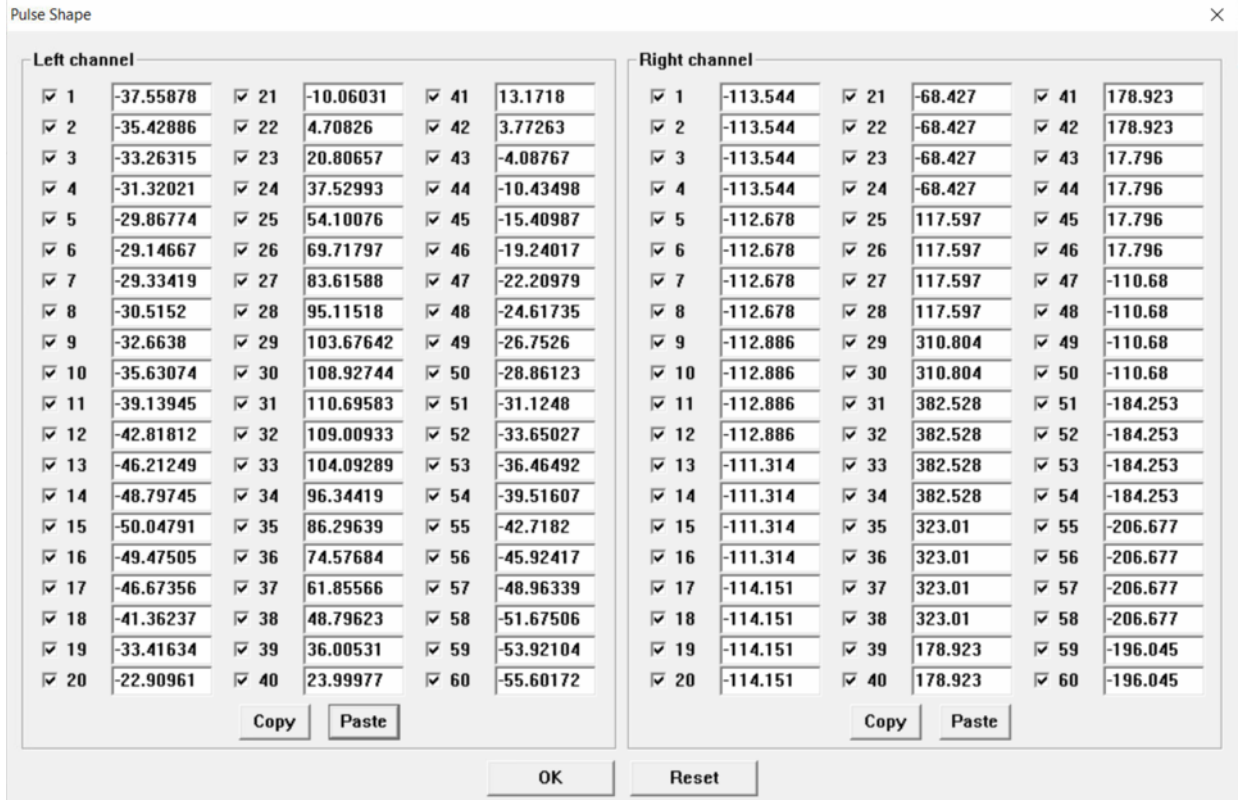 Pulse Shape
Left channel Right channel
1 -37.55878 21 -10.06031 41 13.1718 1 -113.544 21 -68.427 41 178.923
2 -35.42886 22 4.70826 42 3.77263 2 -113.544 22 -68.427 42 178.923
3 -33.26315 23 20.80657 43 -4.08767 3 -113.544 23 -68.427 43 17.796
4 -31.32021 24 37.52993 44 -10.43498 4 -113.544 24 -68.427 44 17.796
5 -29.86774 25 54.10076 45 -15.40987 5 -112.678 25 117.597 45 17.796
6 -29.14667 26 69.71797 46 -19.24017 6 -112.678 26 117.597 46 17.796
7 -29.33419 27 83.61588 47 -22.20979 7 -112.678 27 117.597 47 -110.68
8 -30.5152 28 95.11518 48 -24.61735 8 -112.678 28 117.597 48 -110.68
9 -32.6638 29 103.67642 49 -26.7526 9 -112.886 29 310.804 49 -110.68
10 -35.63074 30 108.92744 50 -28.86123 10 -112.886 30 310.804 50 -110.68
11 -39.13945 31 110.69583 51 -31.1248 11 -112.886 31 382.528 51 -184.253
12 -42.81812 32 109.00933 52 -33.65027 12 -112.886 32 382.528 52 -184.253
13 -46.21249 33 104.09289 53 -36.46492 13 -111.314 33 382.528 53 -184.253
14 -48.79745 34 96.34419 54 -39.51607 14 -111.314 34 382.528 54 -184.253
15 -50.04791 35 86.29639 55 -42.7182 15 -111.314 35 323.01 55 -206.677
16 -49.47505 36 74.57684 56 -45.92417 16 -111.314 36 323.01 56 -206.677
17 -46.67356 37 61.85566 57 -48.96339 17 -114.151 37 323.01 57 -206.677
18 -41.36237 38 48.79623 58 -51.67506 18 -114.151 38 323.01 58 -206.677
19 -33.41634 39 36.00531 59 -53.92104 19 -114.151 39 178.923 59 -196.045
20 -22.90961 40 23.99977 60 -55.60172 20 -114.151 40 178.923 60 -196.045
Copy Paste Copy Paste
OK Reset